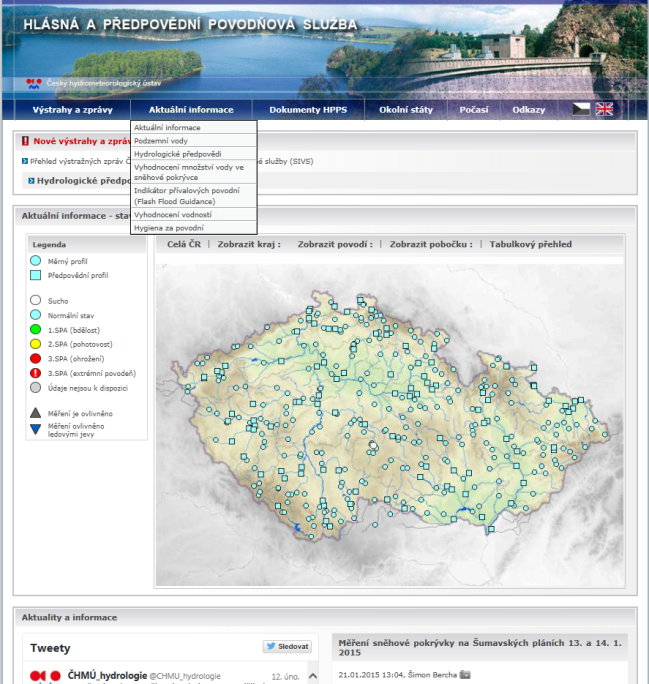 HLÁSNÁ A PŘEDPOVĚDNÍ POVODŇOVÁ SLUŽBA
Český hydrometeorologický ústav
Výstrahy a zprávy Aktuální informace Dokumenty HPPS Okolní státy Počasí Odkazy
Aktuální informace
Podzemní vody
Hydrologické předpovědi
Vyhodnocení množství vody ve
sněhové pokrývce
Indikátor přívalových povodní
(Flash Flood Guidance)
Vyhodnocení vodnosti
Hygiena za povodní
Nové výstrahy a zpráv
Přehled výstražných zpráv Č é služby (SIVS)
Hydrologické předpo
Aktuální informace - sta
Legenda
Měrný profil
Předpovědní profil
Sucho
Normální stav
1.SPA (bdělost)
2.SPA (pohotovost)
3.SPA (ohrožení)
3.SPA (extrémní povodeň)
Údaje nejsou k dispozici
Měření je ovlivněno
Měření ovlivněno
ledovými jevy
Celá ČR | Zobrazit kraj : Zobrazit povodí : | Zobrazit pobočku : | Tabulkový přehled
Aktuality a informace
Tweety
Sledovat
ČHMÚ_hydrologie @CHMU_hydrologie 12. úno.
Měření sněhové pokrývky na Šumavských pláních 13. a 14. 1.
2015
21.01.2015 13:04, Šimon Bercha